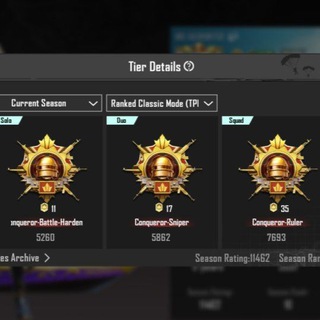 Tier Details ?
Current Season
Ranked Classic Mode (TPP
Solo
Duo
Squad
11
17
35
onqueror-Battle-Harden
Conqueror-Sniper
Conqueror-Ruler
5260
5862
7693
es Archive >
Season Rating:11462
Season Ra